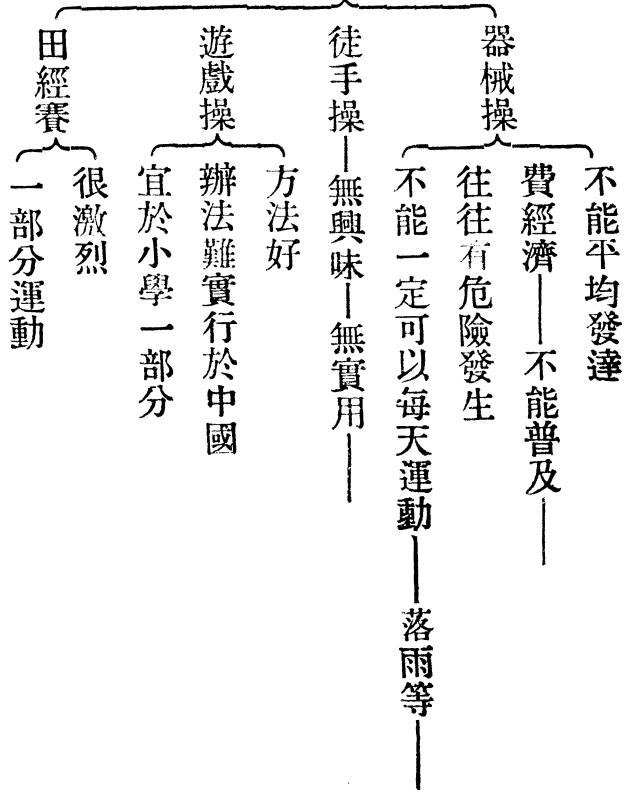 器械操
不能平均發達
費經濟——不能普及——
往往有危險發生
不能一定可以每天運動——落雨等——
徒手操—無興味—無實用——
遊戲操
方法好
辦法難實行於中國
宜於小學一部分
田經賽
很激烈
一部分運動